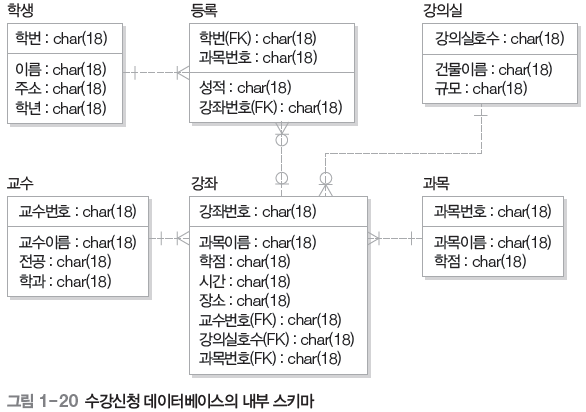 학생
학번 : char(18)
이름 : char(18)
주소 : char(18)
학년 : char(18)
등록
학번(FK) : char(18)
과목번호 : char(18)
성적 : char(18)
강좌번호(FK) : char(18)
강의실
강의실호수 : char(18)
건물이름 : char(18)
규모 : char(18)
교수
교수번호 : char(18)
교수이름 : char(18)
전공 : char(18)
학과 : char(18)
강좌
강좌번호 : char(18)
과목이름 : char(18)
학점 : char(18)
시간 : char(18)
장소 : char(18)
교수번호(FK) : char(18)
강의실호수(FK) : char(18)
과목번호(FK) : char(18)
과목
과목번호 : char(18)
과목이름 : char(18)
학점 : char(18)
그림 1-20 수강신청 데이터베이스의 내부 스키마